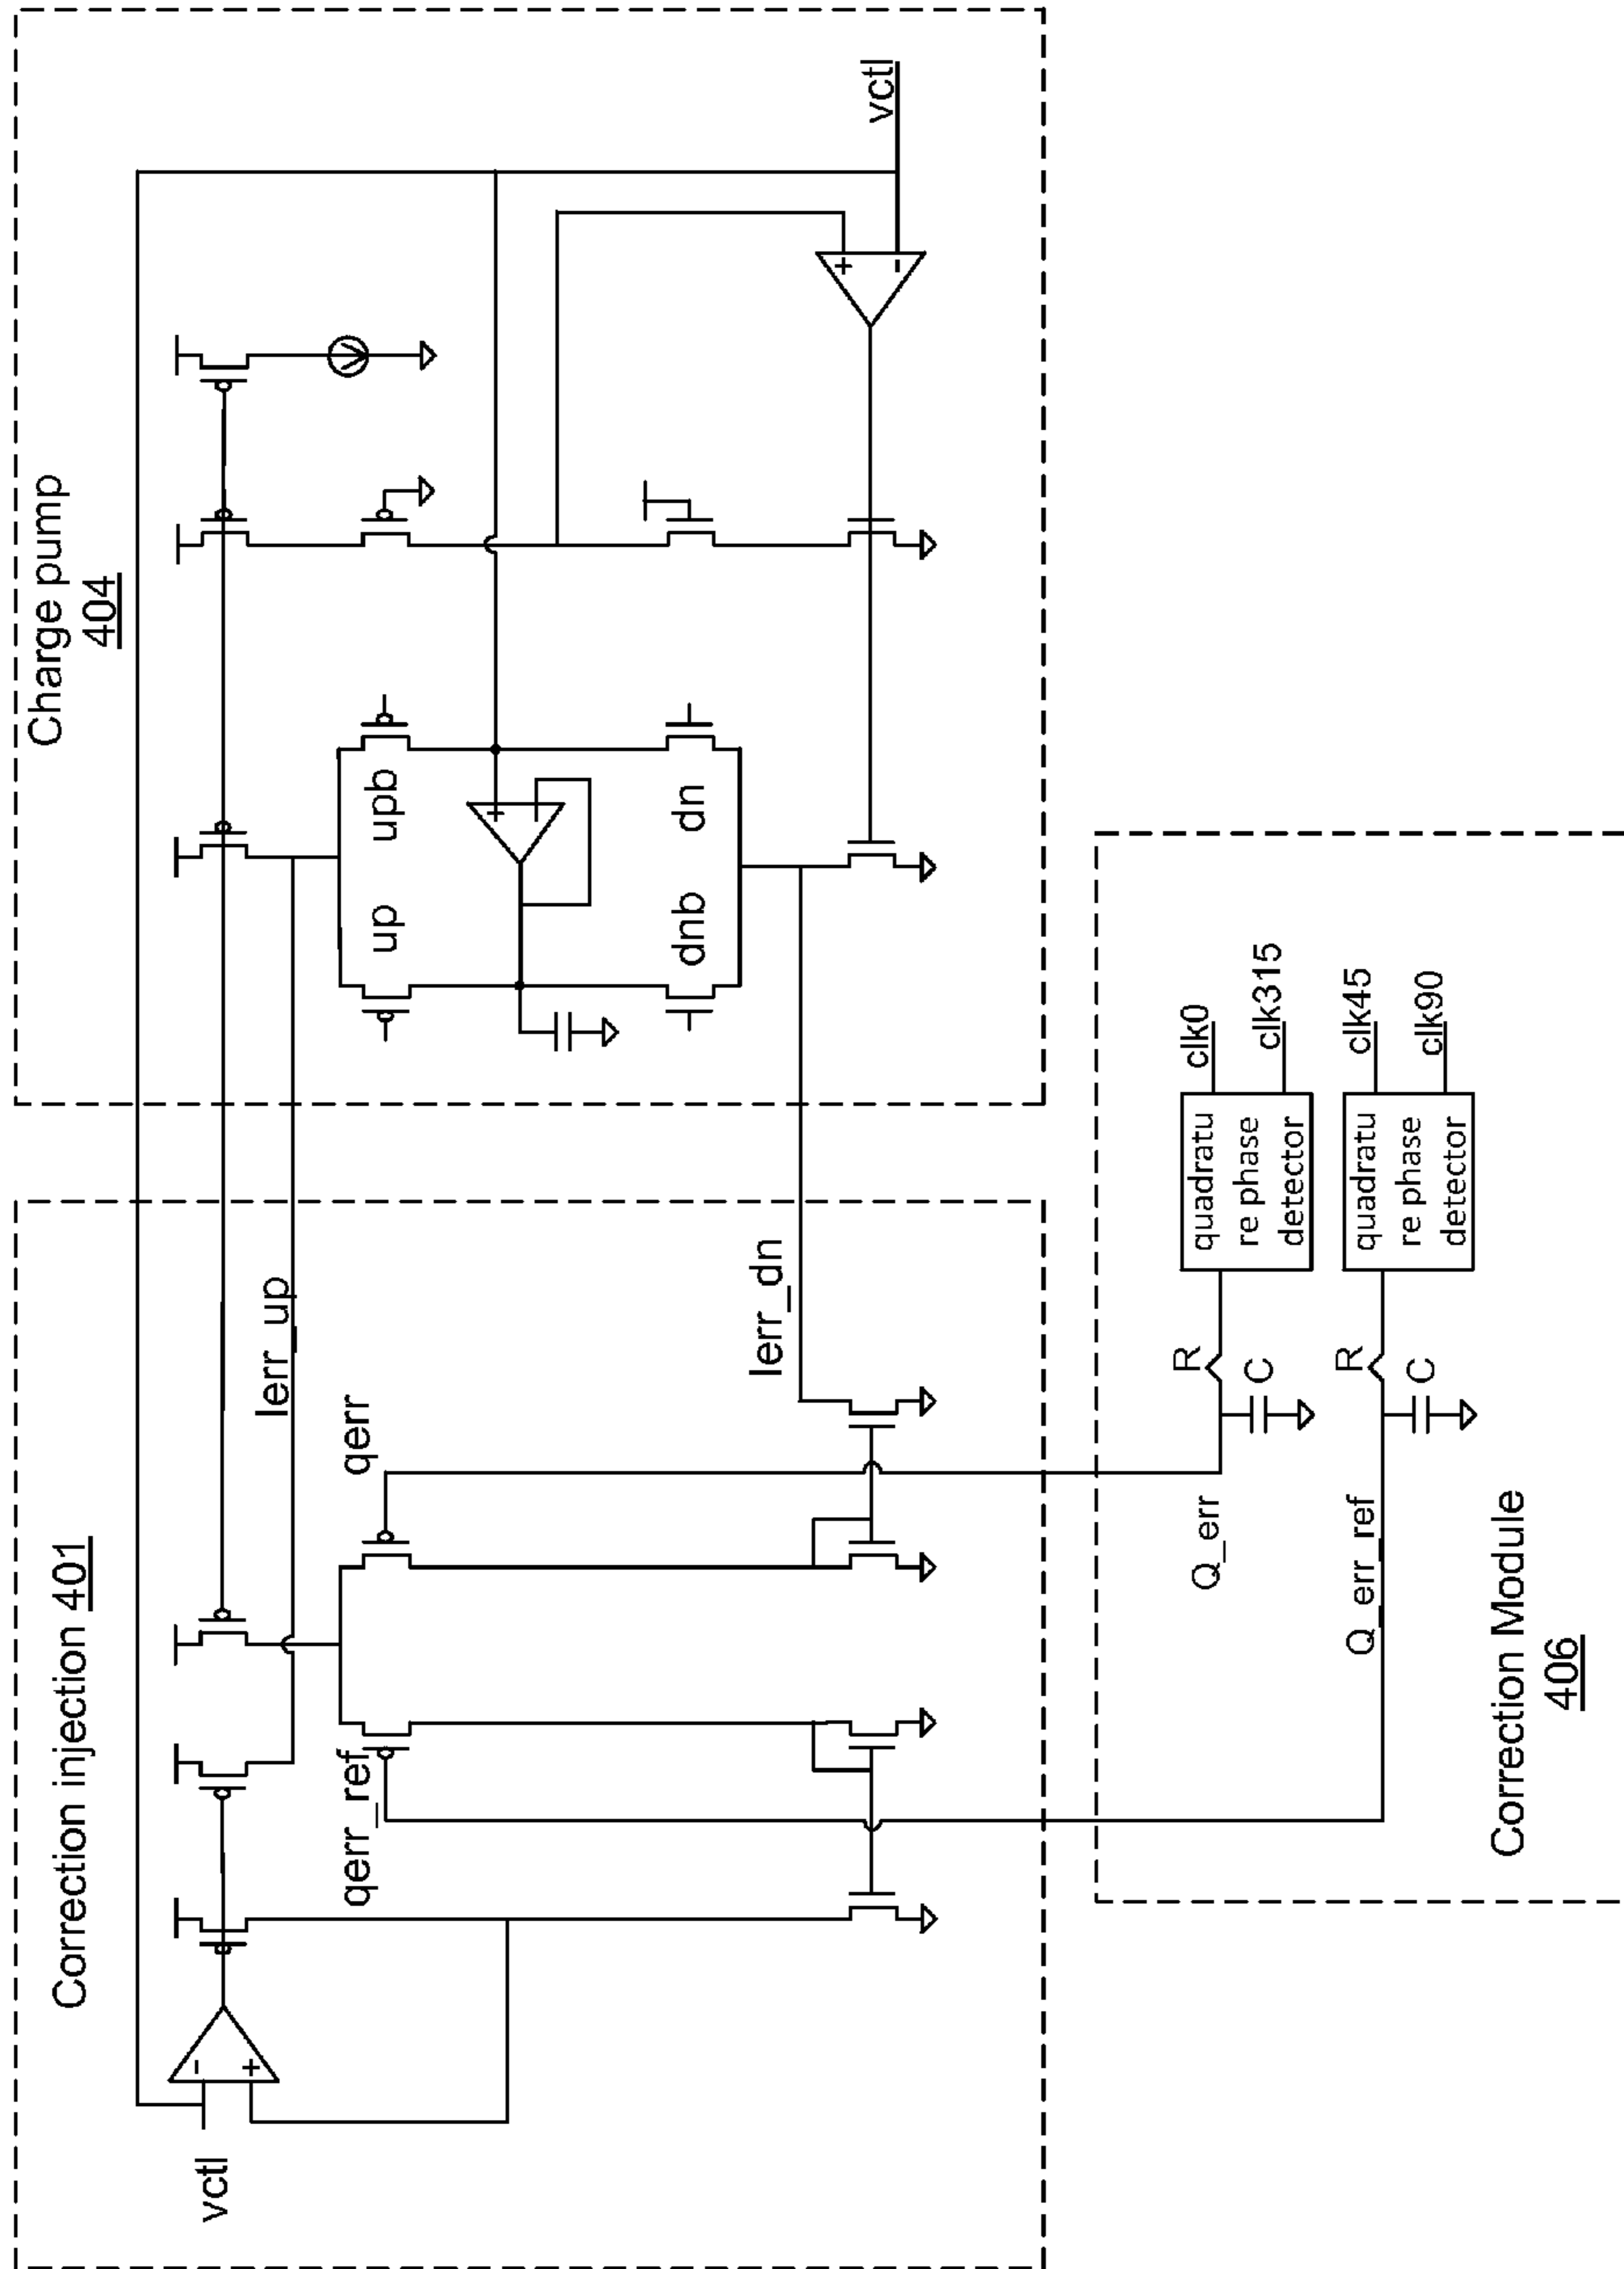 Correction injection 401
Charge pump
404
vctl
Ierr_up
qerr_ref
qerr
up
upb
dnb
dn
Ierr_dn
vctl
-
+
+
+
-
Q_err
R
C
quadratu
re phase
detector
clk0
clk315
Q_err_ref
R
C
quadratu
re phase
detector
clk45
clk90
Correction Module
406